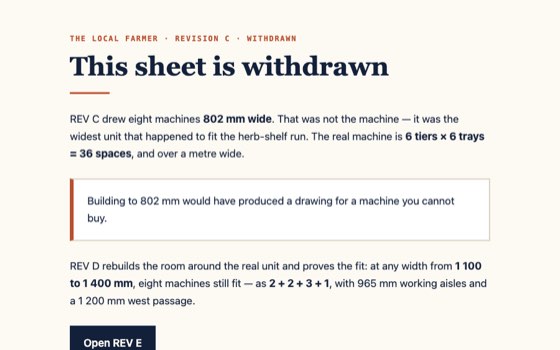 THE LOCAL FARMER · REVISION C · WITHDRAWN
This sheet is withdrawn
REV C drew eight machines 802 mm wide. That was not the machine — it was the
widest unit that happened to fit the herb-shelf run. The real machine is 6 tiers × 6 trays
= 36 spaces, and over a metre wide.
Building to 802 mm would have produced a drawing for a machine you cannot
buy.
REV D rebuilds the room around the real unit and proves the fit: at any width from 1 100
to 1 400 mm, eight machines still fit — as 2 + 2 + 3 + 1, with 965 mm working aisles and
a 1 200 mm west passage.
Open REV E